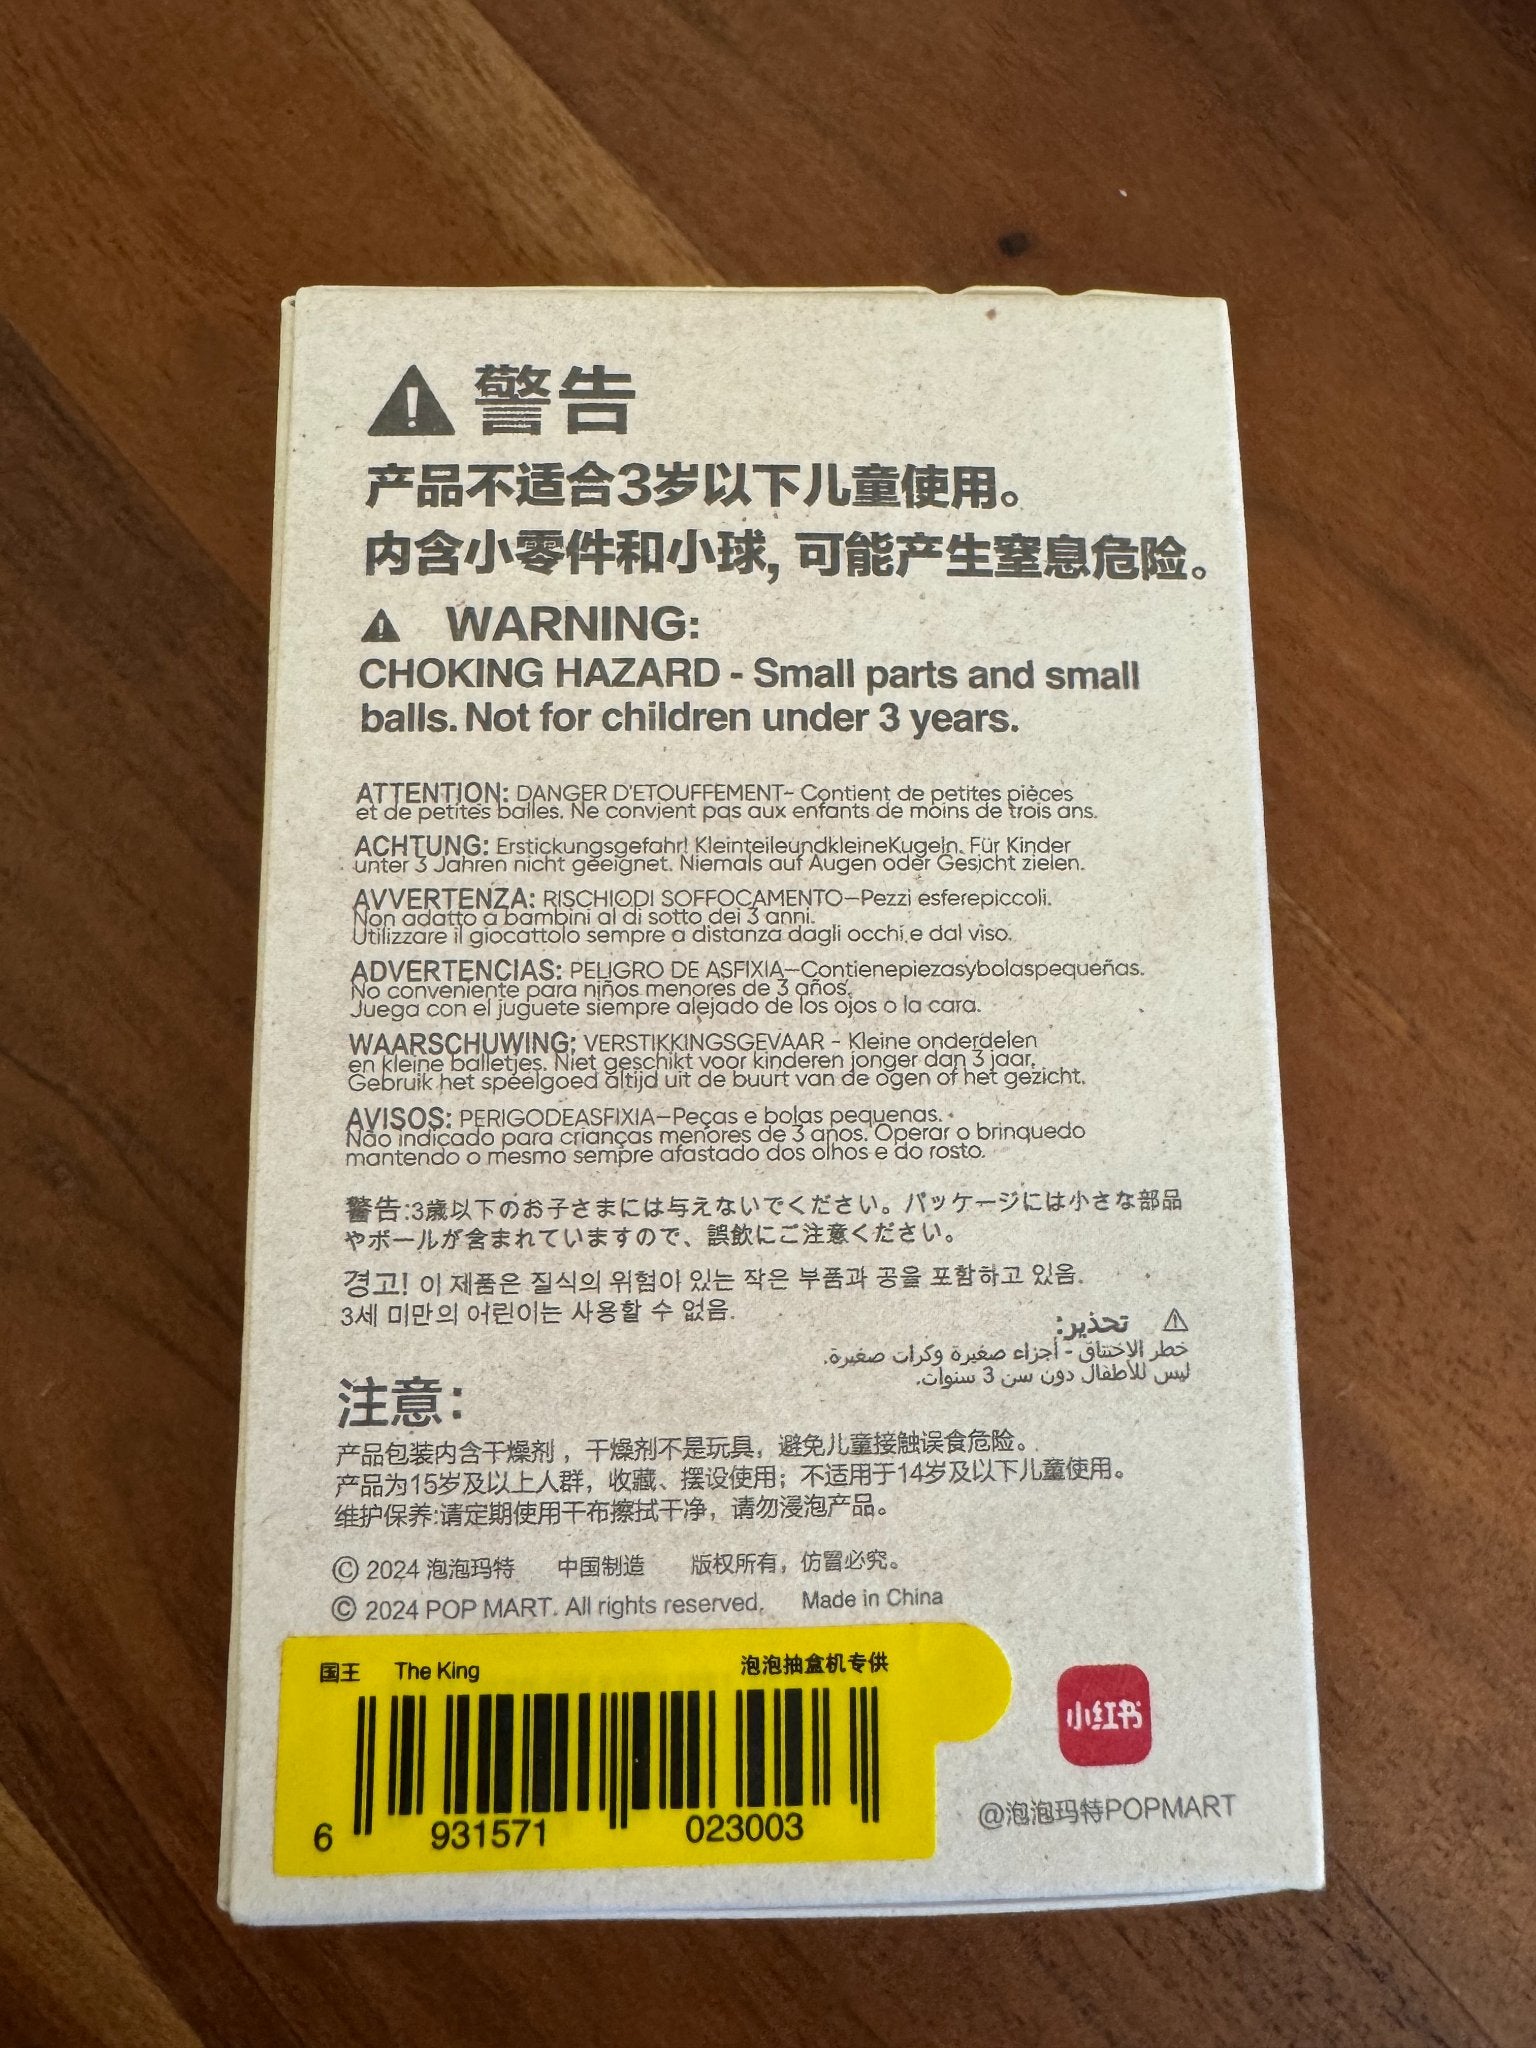 警告
产品不适合3岁以下儿童使用。
内含小零件和小球, 可能产生窒息危险。
WARNING:
CHOKING HAZARD - Small parts and small
balls. Not for children under 3 years.
ATTENTION: DANGER D'ETOUFFEMENT- Contient de petites pièces
et de petites balles. Ne convient pas aux enfants de moins de trois ans.
ACHTUNG: Erstickungsgefahr! KleinteileundkleineKugeln. Für Kinder
unter 3 Jahren nicht geeignet. Niemals auf Augen oder Gesicht zielen.
AVVERTENZA: RISCHIODI SOFFOCAMENTO—Pezzi esferepiccoli.
Non adatto a bambini al di sotto dei 3 anni.
Utilizzare il giocattolo sempre a distanza dagli occhi e dal viso.
ADVERTENCIAS: PELIGRO DE ASFIXIA—Contienepiezasybolaspequeñas.
No conveniente para niños menores de 3 años.
Juega con el juguete siempre alejado de los ojos o la cara.
WAARSCHUWING: VERSTIKKINGSGEVAAR - Kleine onderdelen
en kleine balletjes. Niet geschikt voor kinderen jonger dan 3 jaar.
Gebruik het speelgoed altijd uit de buurt van de ogen of het gezicht.
AVISOS: PERIGODEASFIXIA—Peças e bolas pequenas.
Não indicado para crianças menores de 3 anos. Operar o brinquedo
mantendo o mesmo sempre afastado dos olhos e do rosto.
警告:3歳以下のお子さまには与えないでください。パッケージには小さな部品
やボールが含まれていますので、誤飲にご注意ください。
경고! 이 제품은 질식의 위험이 있는 작은 부품과 공을 포함하고 있음.
3세 미만의 어린이는 사용할 수 없음.
تحذير:
خطر الاختناق - أجزاء صغيرة وكرات صغيرة.
ليس للأطفال دون سن 3 سنوات.
注意：
产品包装内含干燥剂，干燥剂不是玩具，避免儿童接触误食危险。
产品为15岁及以上人群，收藏、摆设使用；不适用于14岁及以下儿童使用。
维护保养:请定期使用干布擦拭干净，请勿浸泡产品。
© 2024 泡泡玛特 中国制造 版权所有，仿冒必究。
© 2024 POP MART. All rights reserved. Made in China
国王 The King 泡泡抽盒机专供
6 931571 023003
小红书
@泡泡玛特POPMART